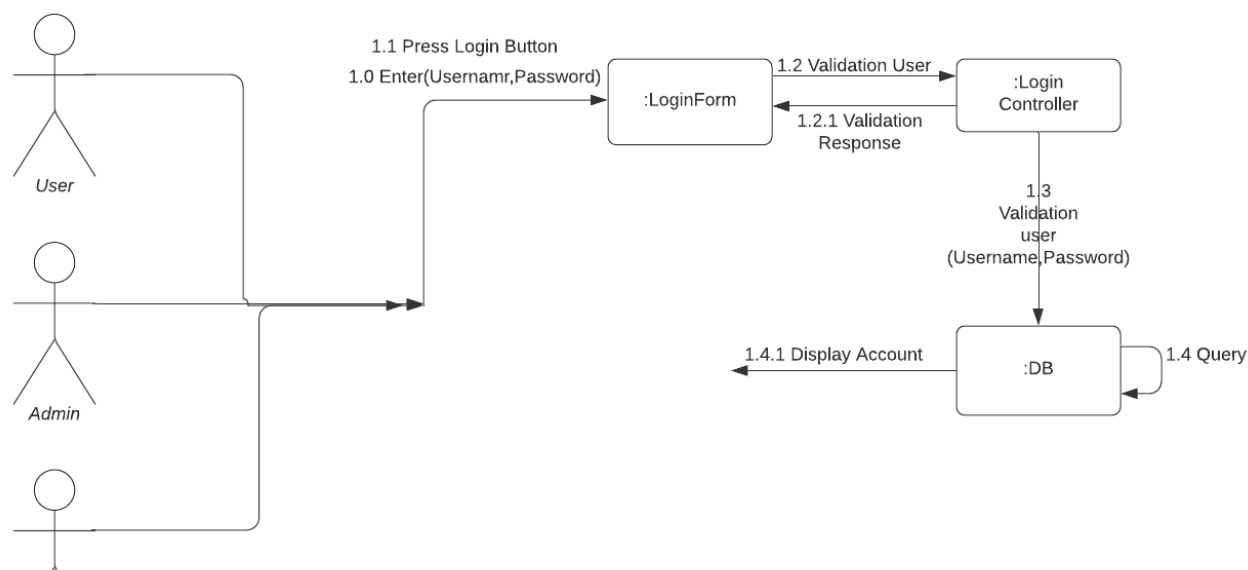 1.1 Press Login Button
1.0 Enter(Usernamr,Password)
:LoginForm
1.2 Validation User
1.2.1 Validation
Response
:Login
Controller
User
1.3
Validation
user
(Username,Password)
Admin
1.4.1 Display Account
:DB
1.4 Query